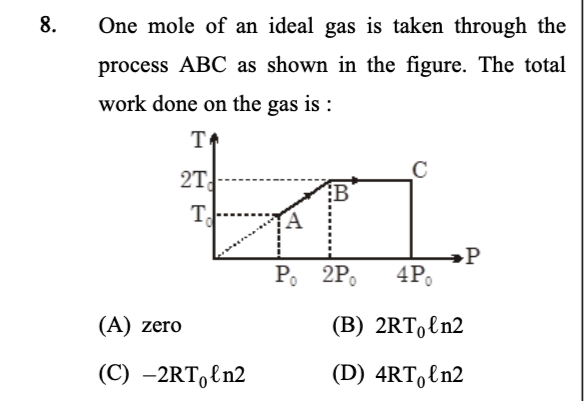 8. One mole of an ideal gas is taken through the
process ABC as shown in the figure. The total
work done on the gas is :
T
2T₀
C
B
T₀
A
P
P₀ 2P₀ 4P₀
(A) zero (B) 2RT₀ℓn2
(C) –2RT₀ℓn2 (D) 4RT₀ℓn2